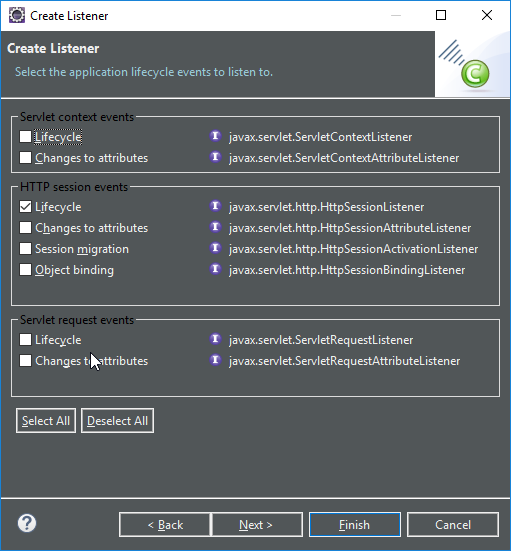 Create Listener
Create Listener
Select the application lifecycle events to listen to.
C
Servlet context events
Lifecycle I javax.servlet.ServletContextListener
Changes to attributes I javax.servlet.ServletContextAttributeListener
HTTP session events
Lifecycle I javax.servlet.http.HttpSessionListener
Changes to attributes I javax.servlet.http.HttpSessionAttributeListener
Session migration I javax.servlet.http.HttpSessionActivationListener
Object binding I javax.servlet.http.HttpSessionBindingListener
Servlet request events
Lifecycle I javax.servlet.ServletRequestListener
Changes to attributes I javax.servlet.ServletRequestAttributeListener
Select All Deselect All
? < Back Next > Finish Cancel